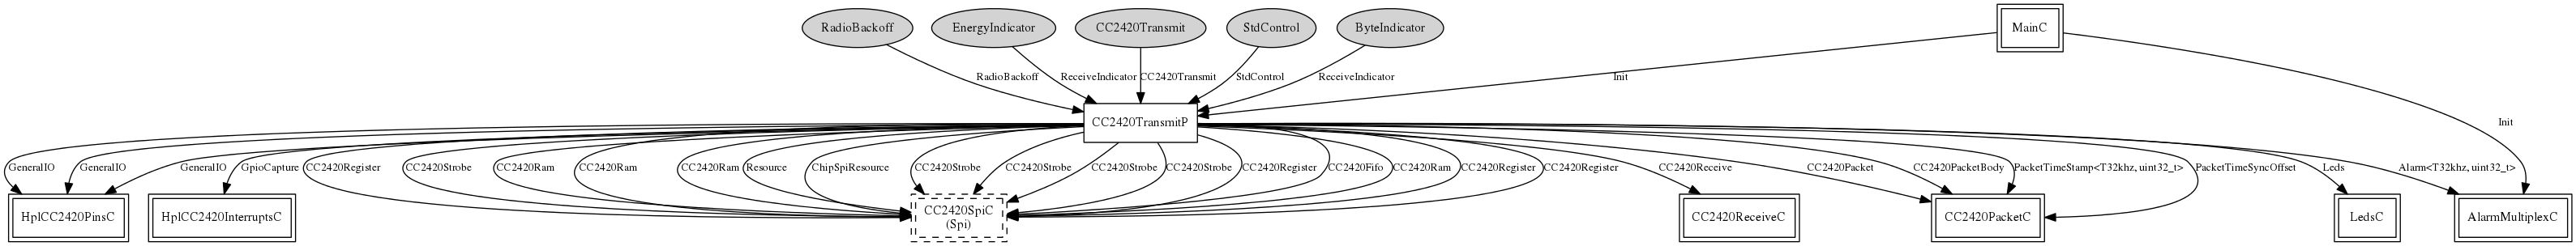 RadioBackoff
EnergyIndicator
CC2420Transmit
StdControl
ByteIndicator
MainC
RadioBackoff
ReceiveIndicator
CC2420Transmit
StdControl
ReceiveIndicator
Init
CC2420TransmitP
Init
GeneralIO
GeneralIO
GeneralIO
GpioCapture
CC2420Register
CC2420Strobe
CC2420Ram
CC2420Ram
CC2420Ram
Resource
ChipSpiResource
CC2420Strobe
CC2420Strobe
CC2420Strobe
CC2420Strobe
CC2420Register
CC2420Fifo
CC2420Ram
CC2420Register
CC2420Register
CC2420Receive
CC2420Packet
CC2420PacketBody
PacketTimeStamp<T32khz, uint32_t>
PacketTimeSyncOffset
Leds
Alarm<T32khz, uint32_t>
HplCC2420PinsC
HplCC2420InterruptsC
CC2420SpiC
(Spi)
CC2420ReceiveC
CC2420PacketC
LedsC
AlarmMultiplexC